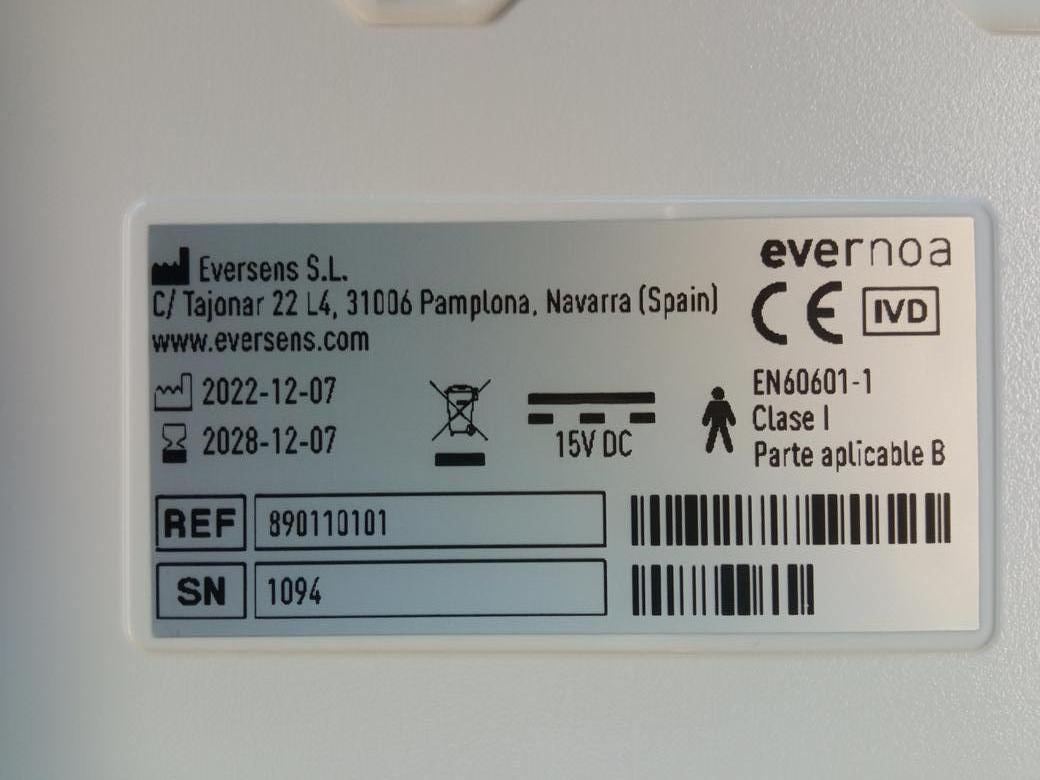 Eversens S.L.
C/ Tajonar 22 L4, 31006 Pamplona, Navarra (Spain)
www.eversens.com
evernoa
CE IVD
2022-12-07
2028-12-07
15V DC
EN60601-1
Clase I
Parte aplicable B
REF 890110101
SN 1094